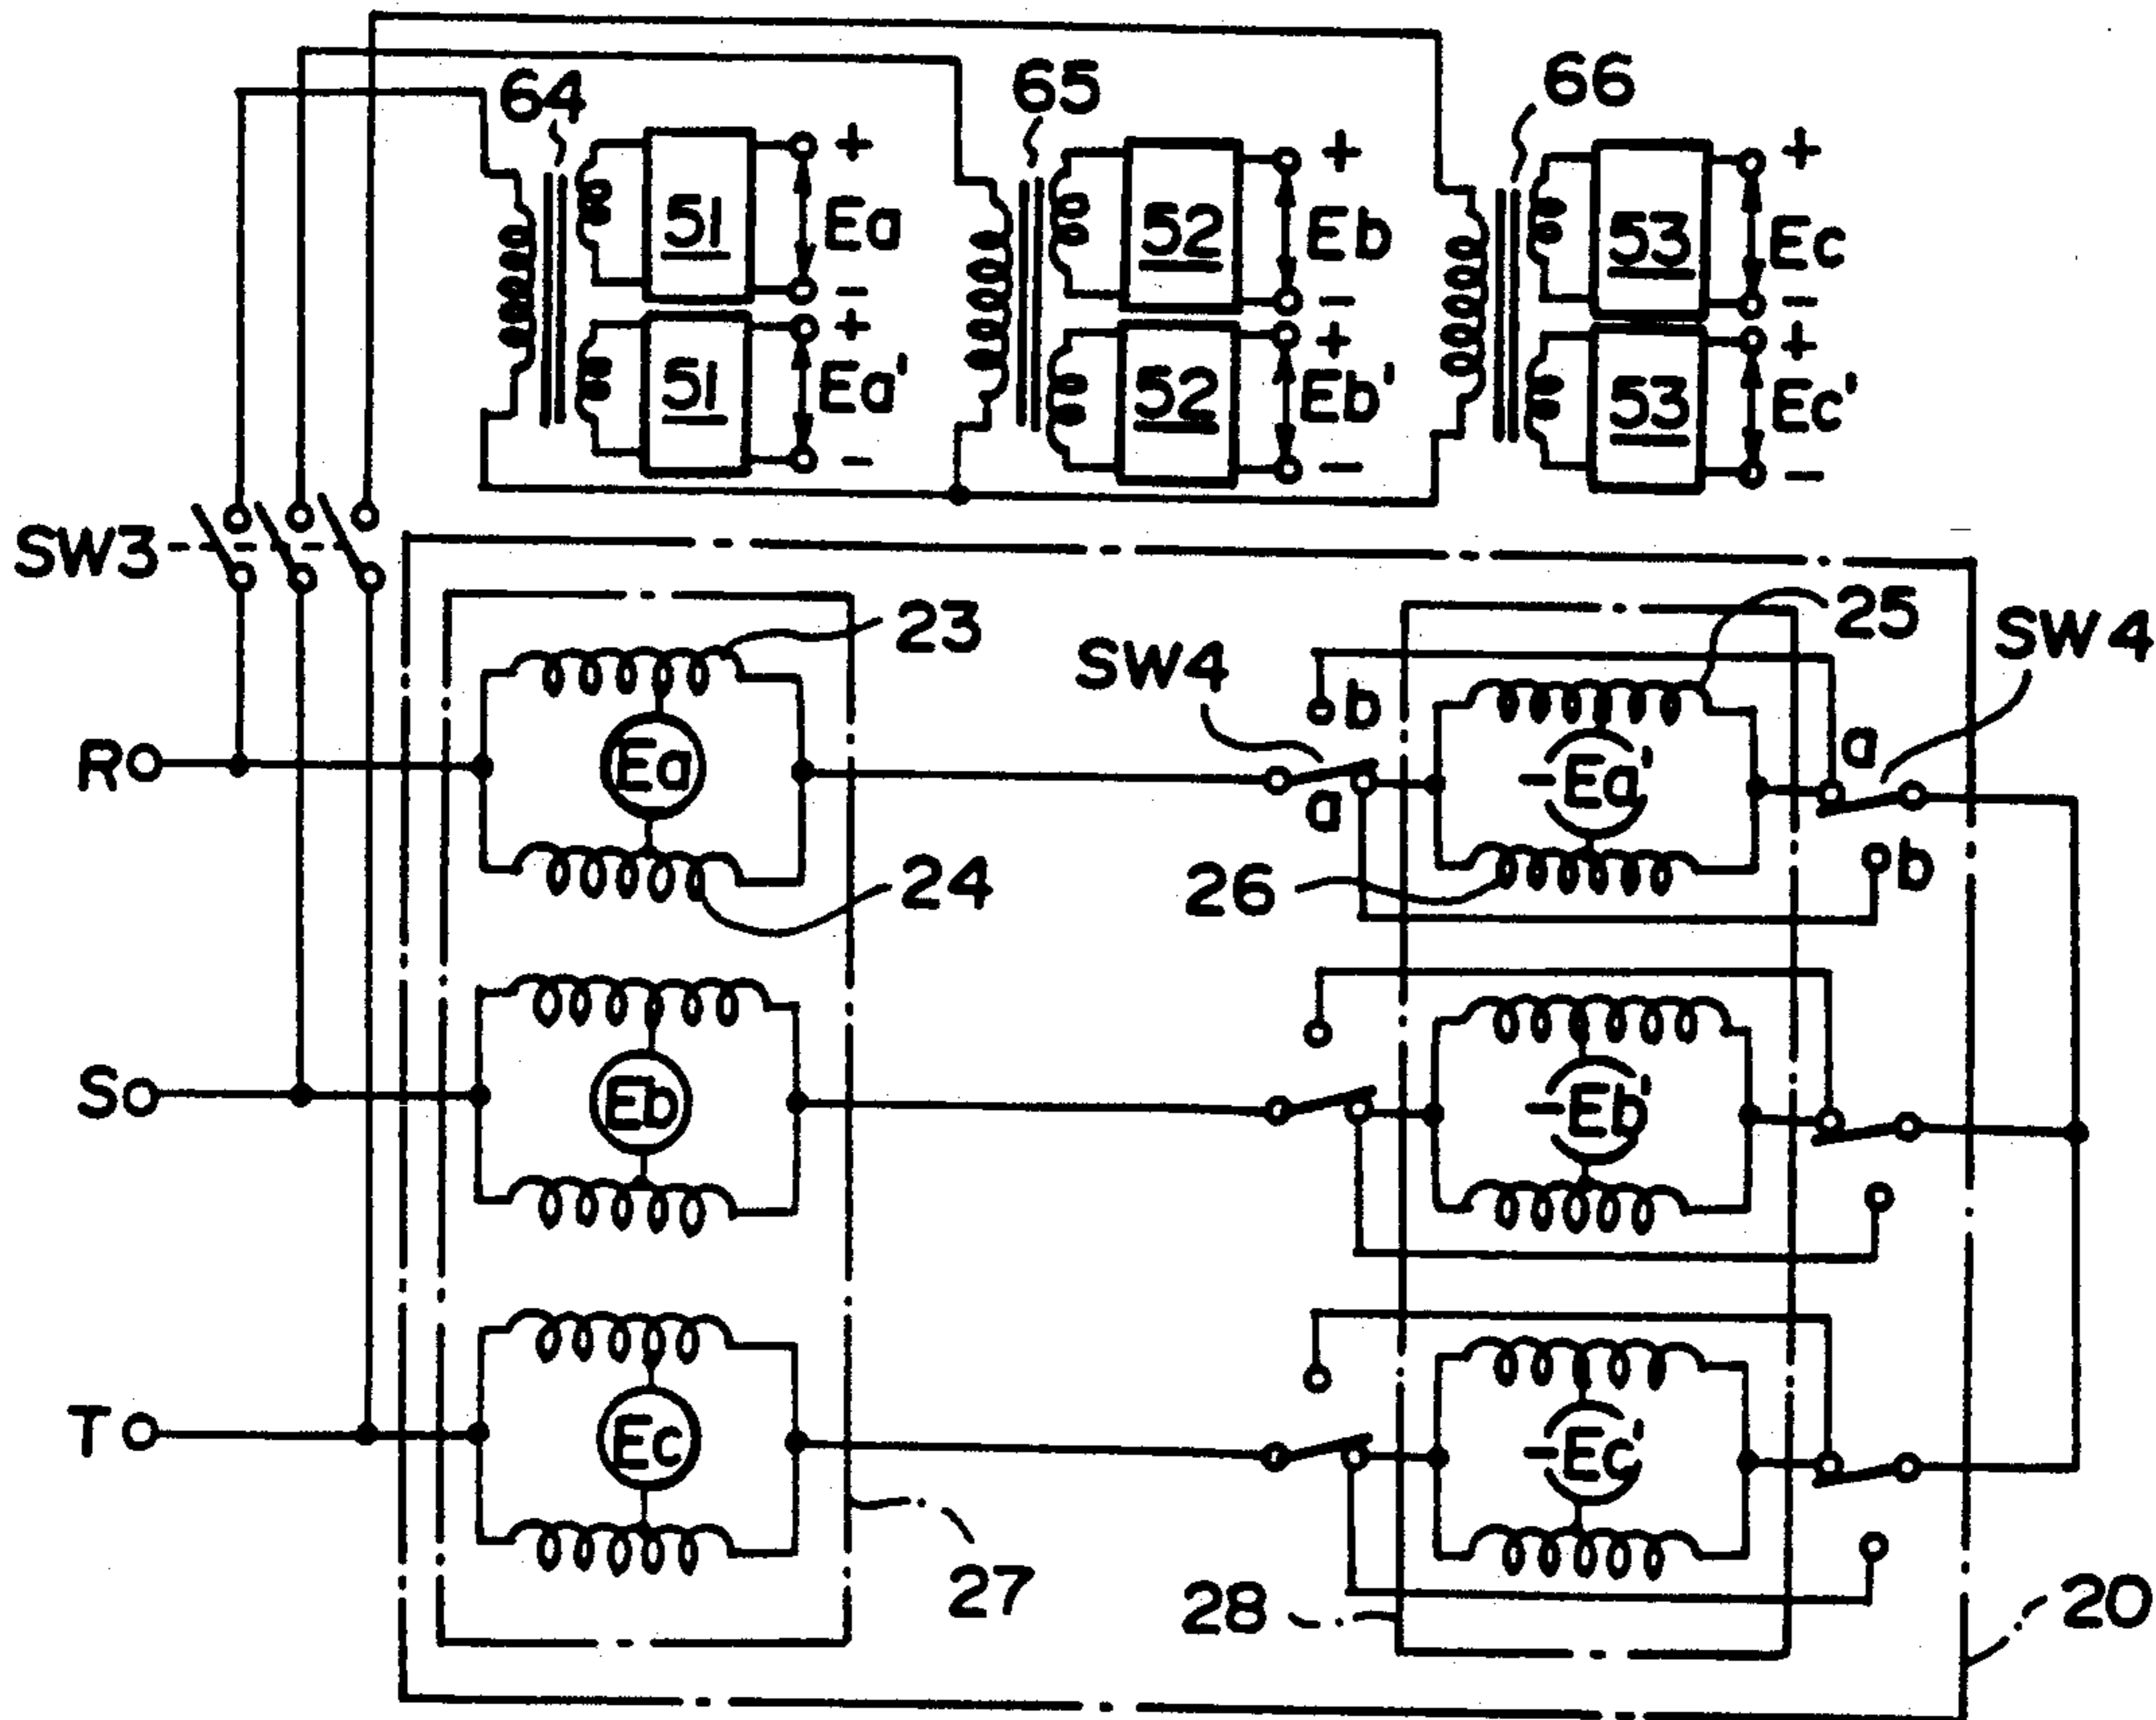 64 65 66
51 + Ea -
52 + Eb -
53 + Ec -
51 + Ea' -
52 + Eb' -
53 + Ec' -
SW3
23
25
SW4
SW4
b
a
R
Ea
-Ea'
a
b
24
26
S
Eb
-Eb'
T
Ec
-Ec'
27
28
20